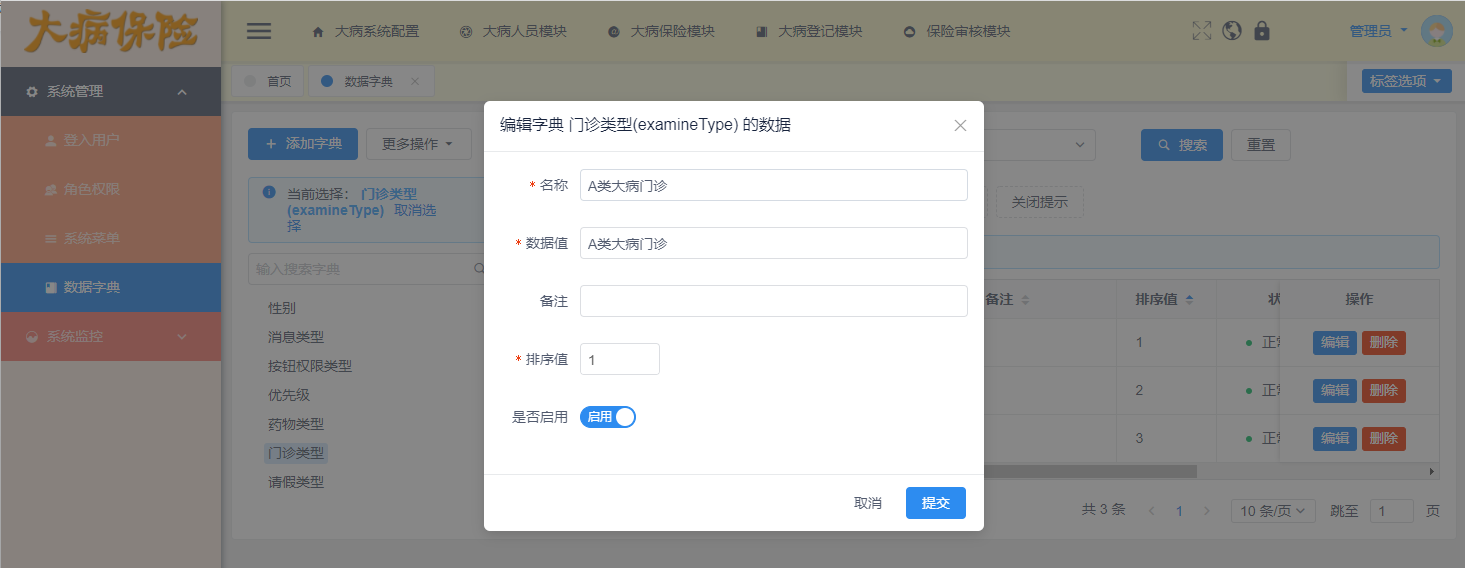 大病保险
大病系统配置
大病人员模块
大病保险模块
大病登记模块
保险审核模块
管理员
系统管理
登入用户
角色权限
系统菜单
数据字典
系统监控
首页
数据字典
标签选项
添加字典
更多操作
搜索
重置
当前选择： 门诊类型
(examineType) 取消选
择
关闭提示
输入搜索字典
性别
消息类型
按钮权限类型
优先级
药物类型
门诊类型
请假类型
编辑字典 门诊类型(examineType) 的数据
* 名称 A类大病门诊
* 数据值 A类大病门诊
备注
* 排序值 1
是否启用 启用
取消 提交
备注 排序值 操作
1 编辑 删除
2 编辑 删除
3 编辑 删除
共 3 条 1 10 条/页 跳至 1 页